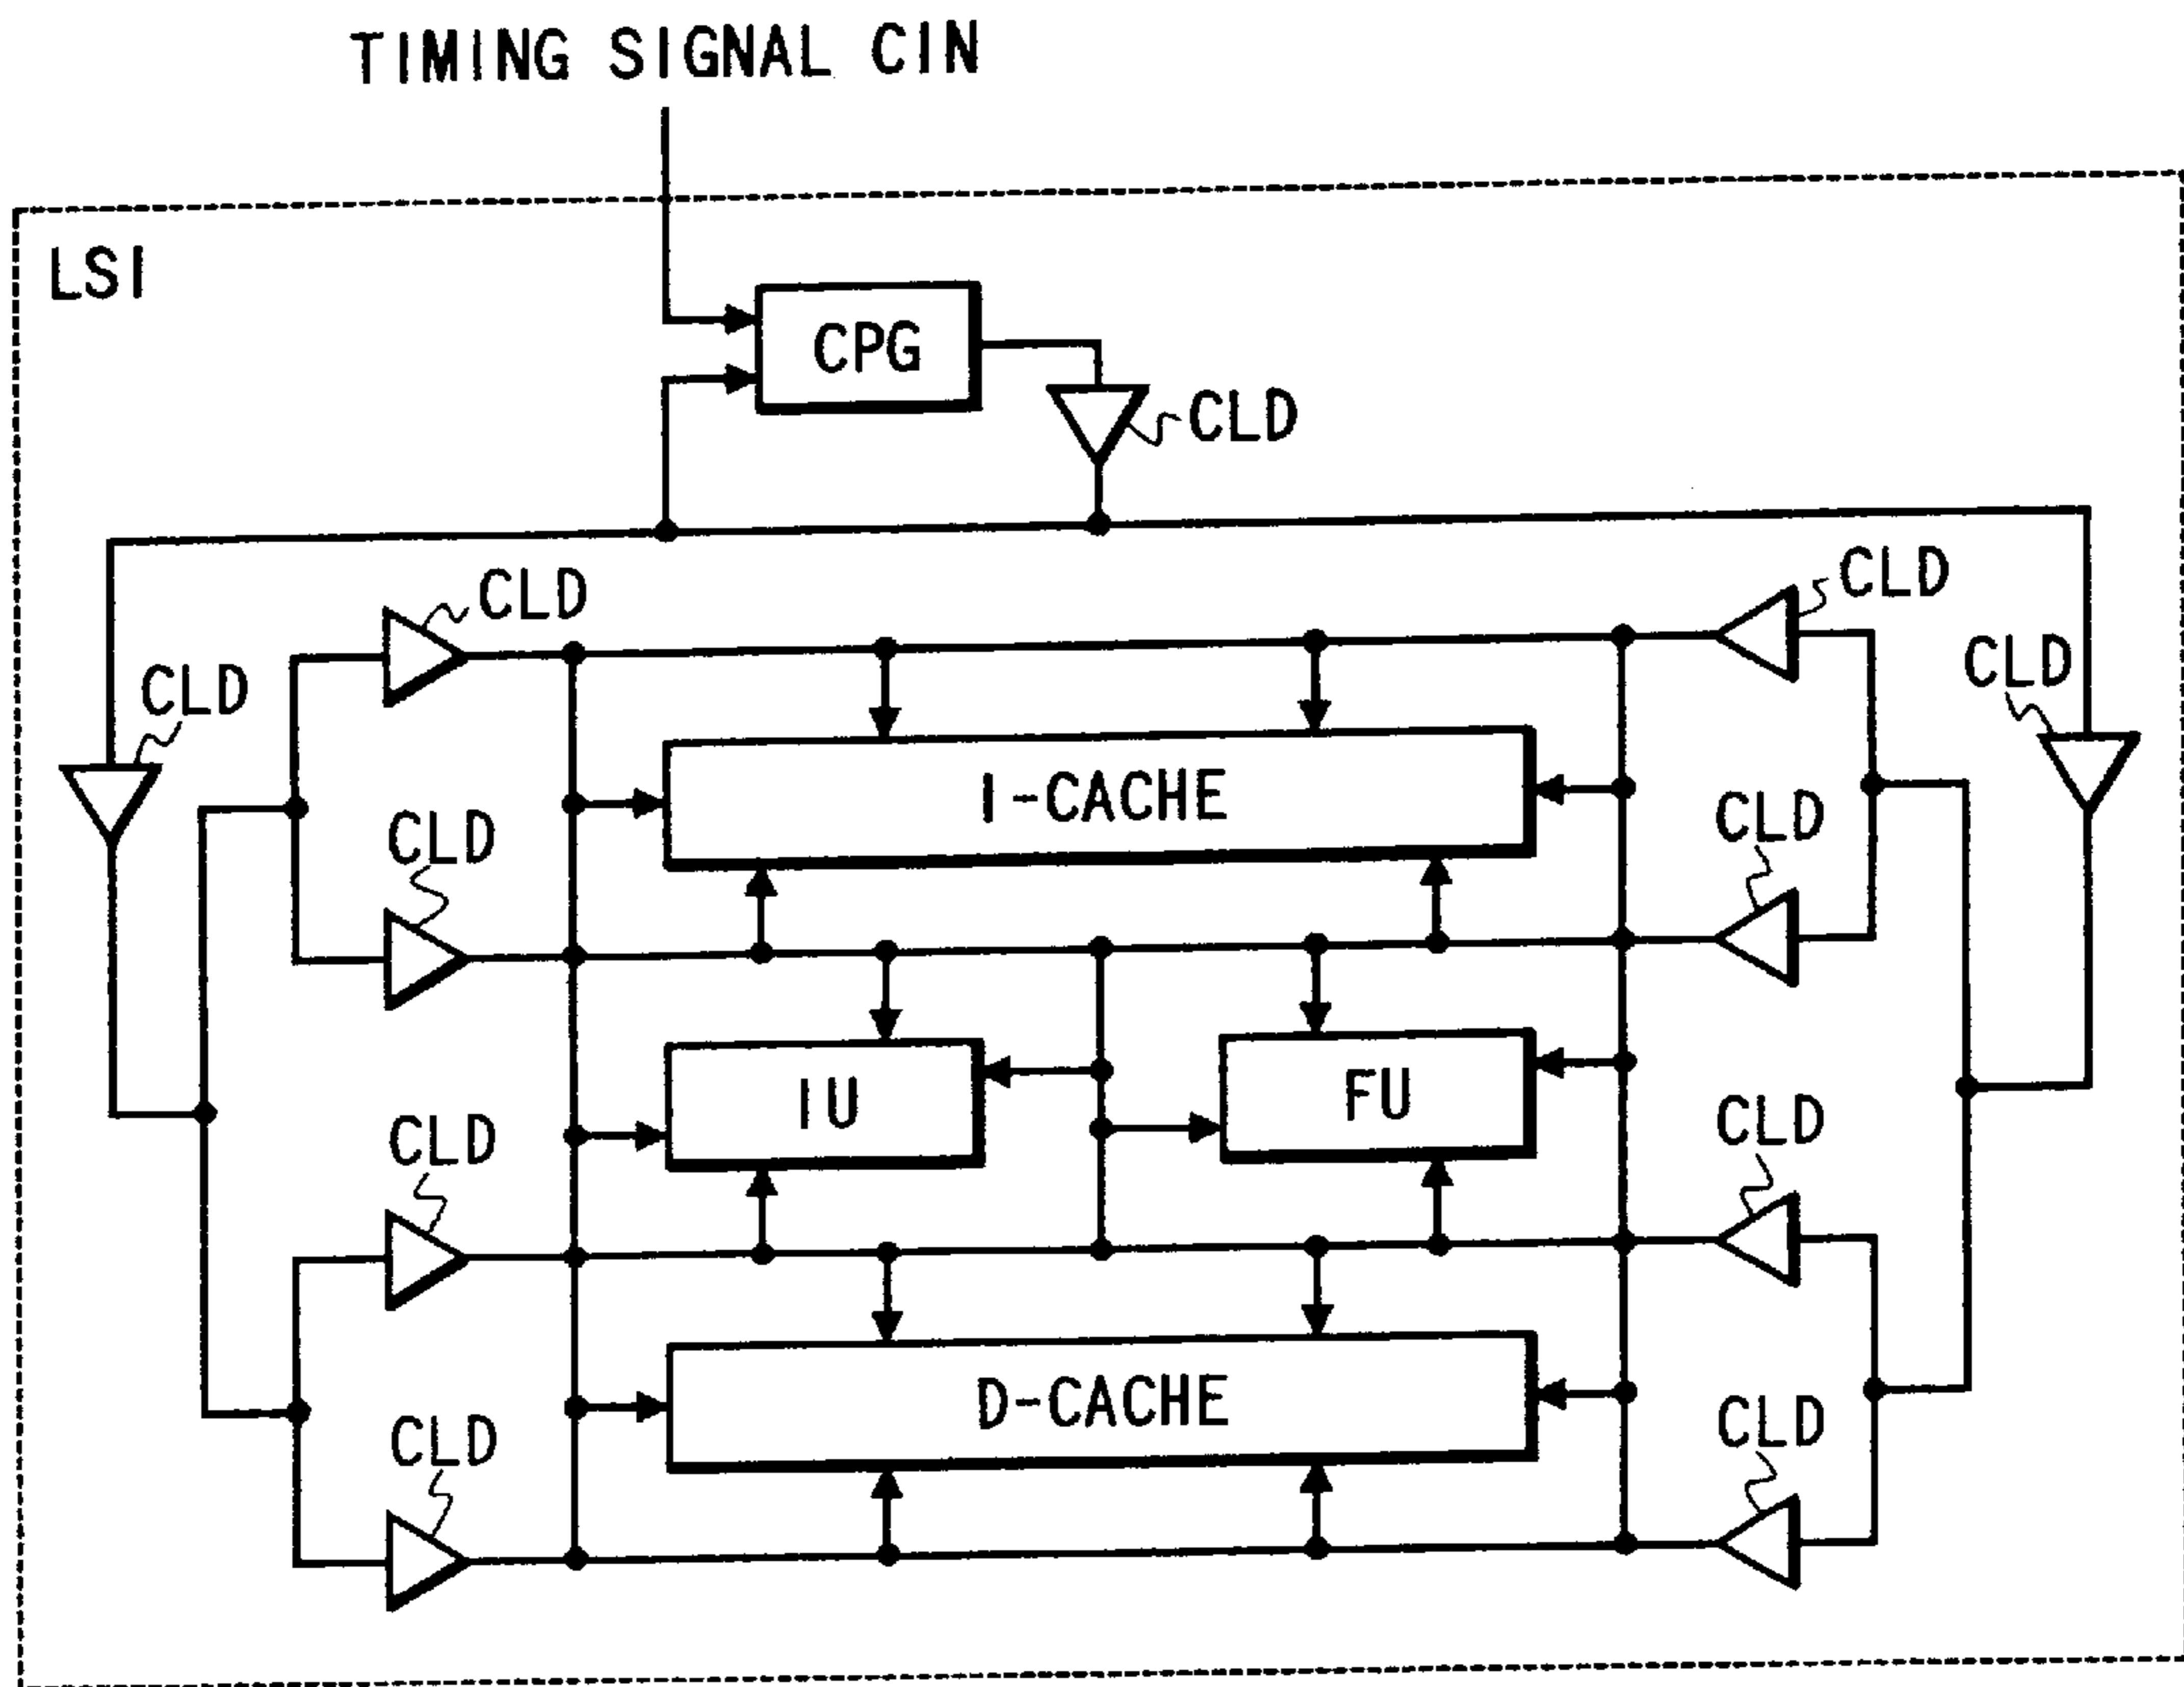 TIMING SIGNAL CIN
LSI
CPG
CLD
CLD
CLD
CLD
CLD
I-CACHE
CLD
CLD
IU
FU
CLD
CLD
D-CACHE
CLD
CLD